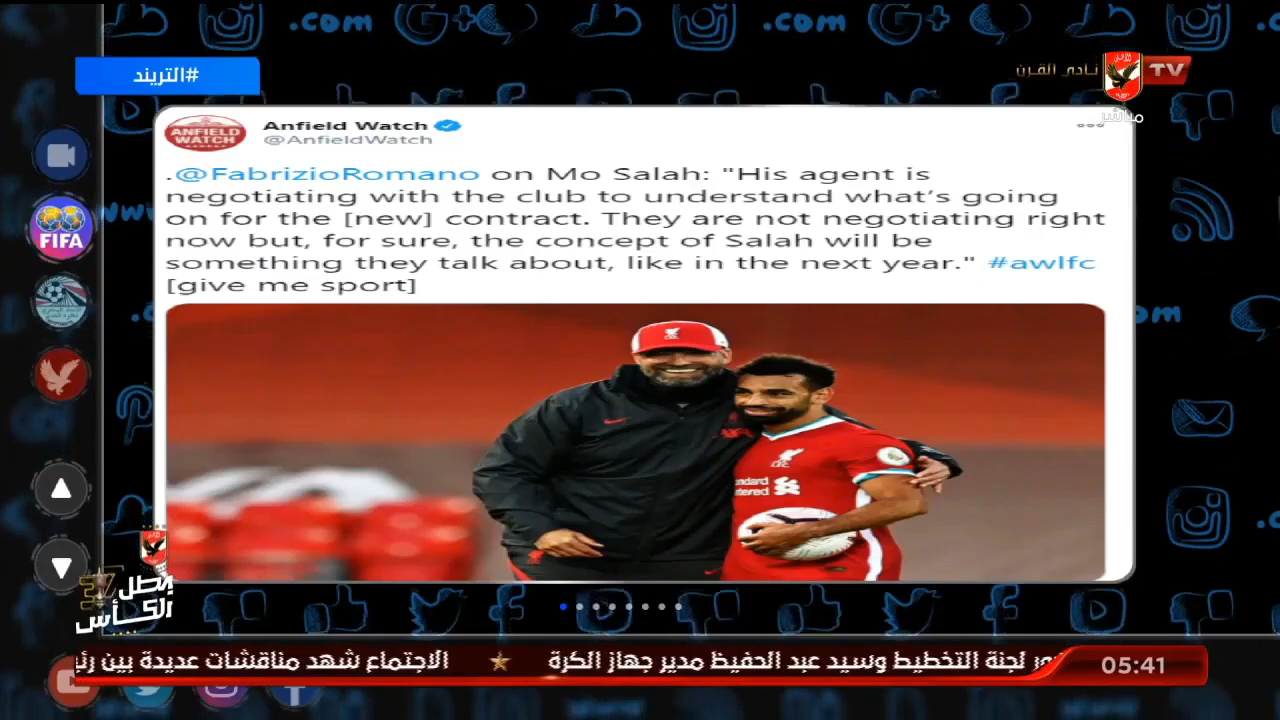 #التريند
نادي القرن
TV
مباشر
ANFIELD
WATCH
Anfield Watch
@AnfieldWatch
.@FabrizioRomano on Mo Salah: "His agent is
negotiating with the club to understand what's going
on for the [new] contract. They are not negotiating right
now but, for sure, the concept of Salah will be
something they talk about, like in the next year." #awlfc
[give me sport]
FIFA
بطل 37
الكأس
لجنة التخطيط وسيد عبد الحفيظ مدير جهاز الكرة ★ الاجتماع شهد مناقشات عديدة بين
05:41